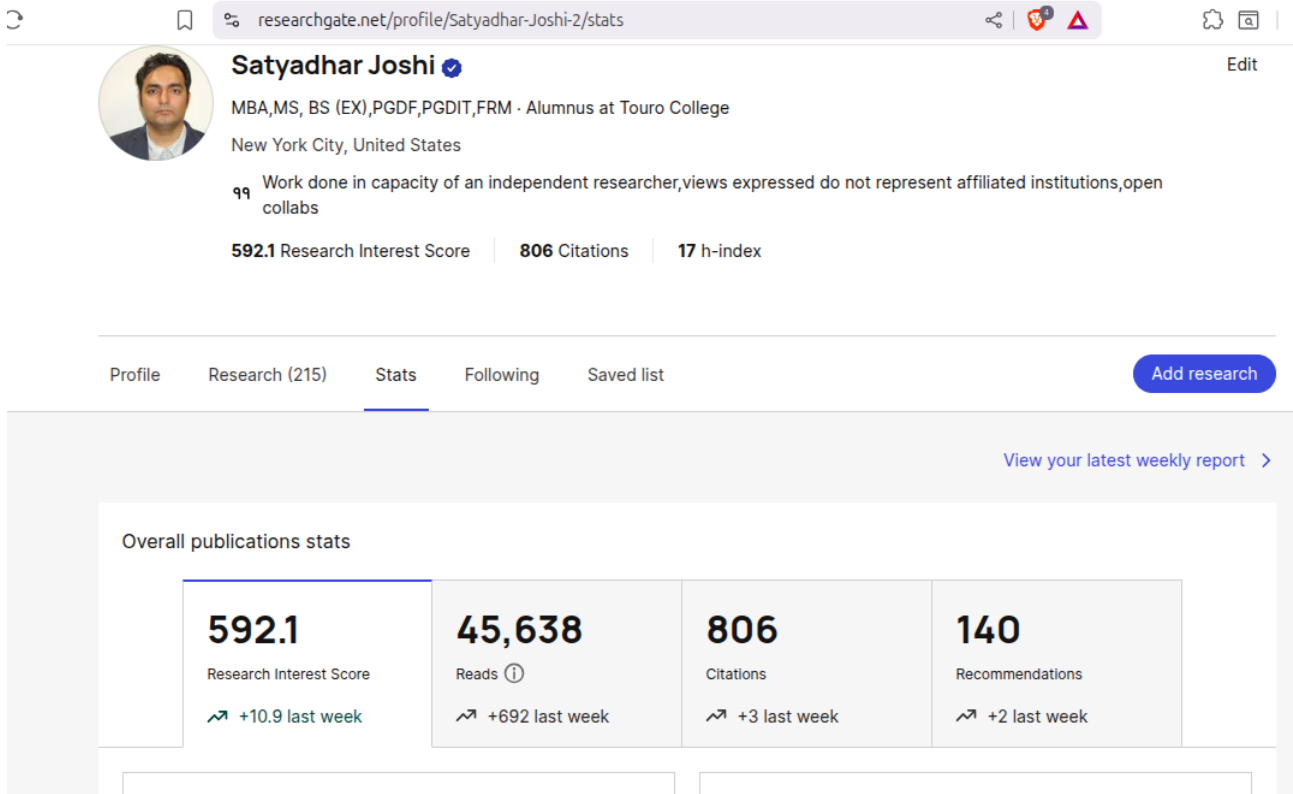 researchgate.net/profile/Satyadhar-Joshi-2/stats
4
Satyadhar Joshi
Edit
MBA,MS, BS (EX),PGDF,PGDIT,FRM · Alumnus at Touro College
New York City, United States
Work done in capacity of an independent researcher,views expressed do not represent affiliated institutions,open
collabs
592.1 Research Interest Score 806 Citations 17 h-index
Profile Research (215) Stats Following Saved list Add research
View your latest weekly report
Overall publications stats
592.1 45,638 806 140
Research Interest Score Reads Citations Recommendations
+10.9 last week +692 last week +3 last week +2 last week